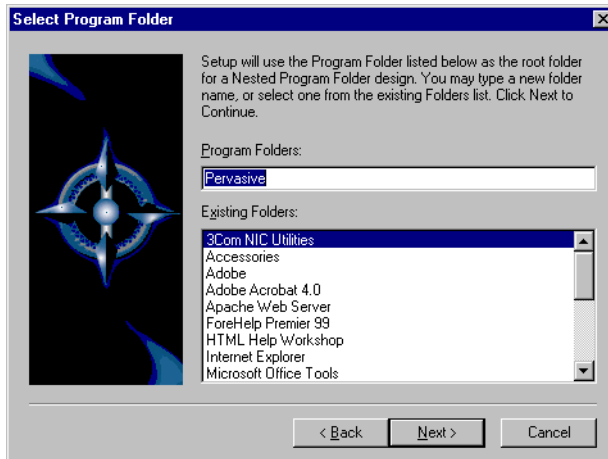 Select Program Folder
Setup will use the Program Folder listed below as the root folder
for a Nested Program Folder design. You may type a new folder
name, or select one from the existing Folders list. Click Next to
Continue.
Program Folders:
Pervasive
Existing Folders:
3Com NIC Utilities
Accessories
Adobe
Adobe Acrobat 4.0
Apache Web Server
ForeHelp Premier 99
HTML Help Workshop
Internet Explorer
Microsoft Office Tools
< Back
Next >
Cancel